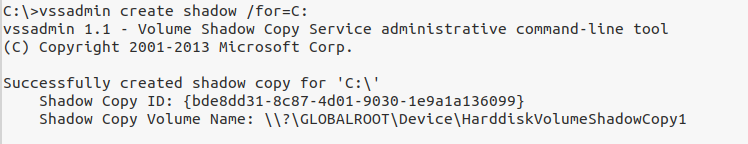 C:\>vssadmin create shadow /for=C:
vssadmin 1.1 - Volume Shadow Copy Service administrative command-line tool
(C) Copyright 2001-2013 Microsoft Corp.
Successfully created shadow copy for 'C:\'
Shadow Copy ID: {bde8dd31-8c87-4d01-9030-1e9a1a136099}
Shadow Copy Volume Name: \\?\GLOBALROOT\Device\HarddiskVolumeShadowCopy1